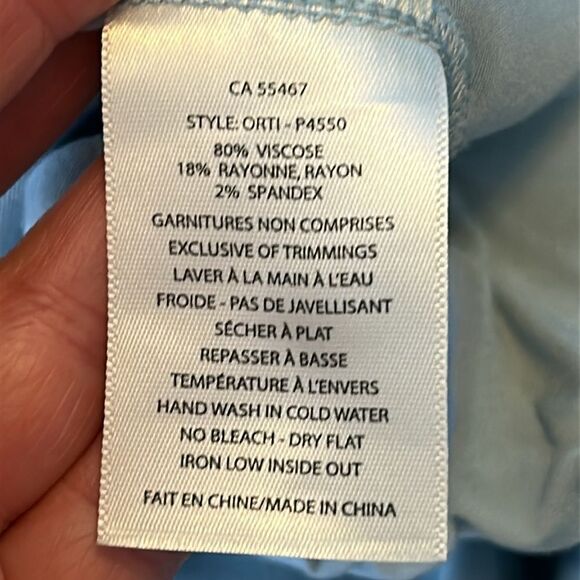 CA 55467
STYLE: ORTI - P4550
80% VISCOSE
18% RAYONNE, RAYON
2% SPANDEX
GARNITURES NON COMPRISES
EXCLUSIVE OF TRIMMINGS
LAVER À LA MAIN À L'EAU
FROIDE - PAS DE JAVELLISANT
SÉCHER À PLAT
REPASSER À BASSE
TEMPÉRATURE À L'ENVERS
HAND WASH IN COLD WATER
NO BLEACH - DRY FLAT
IRON LOW INSIDE OUT
FAIT EN CHINE/MADE IN CHINA